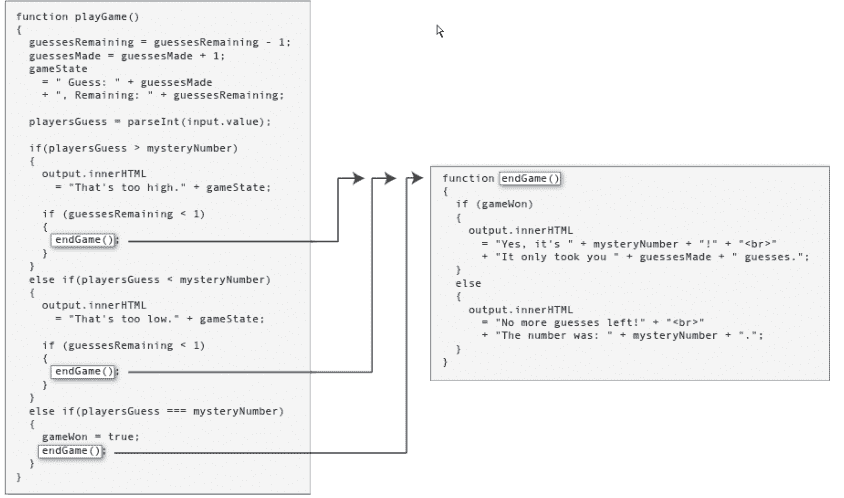 function playGame()
{
guessesRemaining = guessesRemaining - 1;
guessesMade = guessesMade + 1;
gameState
= " Guess: " + guessesMade
+ ", Remaining: " + guessesRemaining;
playersGuess = parseInt(input.value);
if(playersGuess > mysteryNumber)
{
output.innerHTML
= "That's too high." + gameState;
if (guessesRemaining < 1)
{
endGame();
}
}
else if(playersGuess < mysteryNumber)
{
output.innerHTML
= "That's too low." + gameState;
if (guessesRemaining < 1)
{
endGame();
}
}
else if(playersGuess === mysteryNumber)
{
gameWon = true;
endGame();
}
}
function endGame()
{
if (gameWon)
{
output.innerHTML
= "Yes, it's " + mysteryNumber + "!" + "<br>"
+ "It only took you " + guessesMade + " guesses.";
}
else
{
output.innerHTML
= "No more guesses left!" + "<br>"
+ "The number was: " + mysteryNumber + ".";
}
}